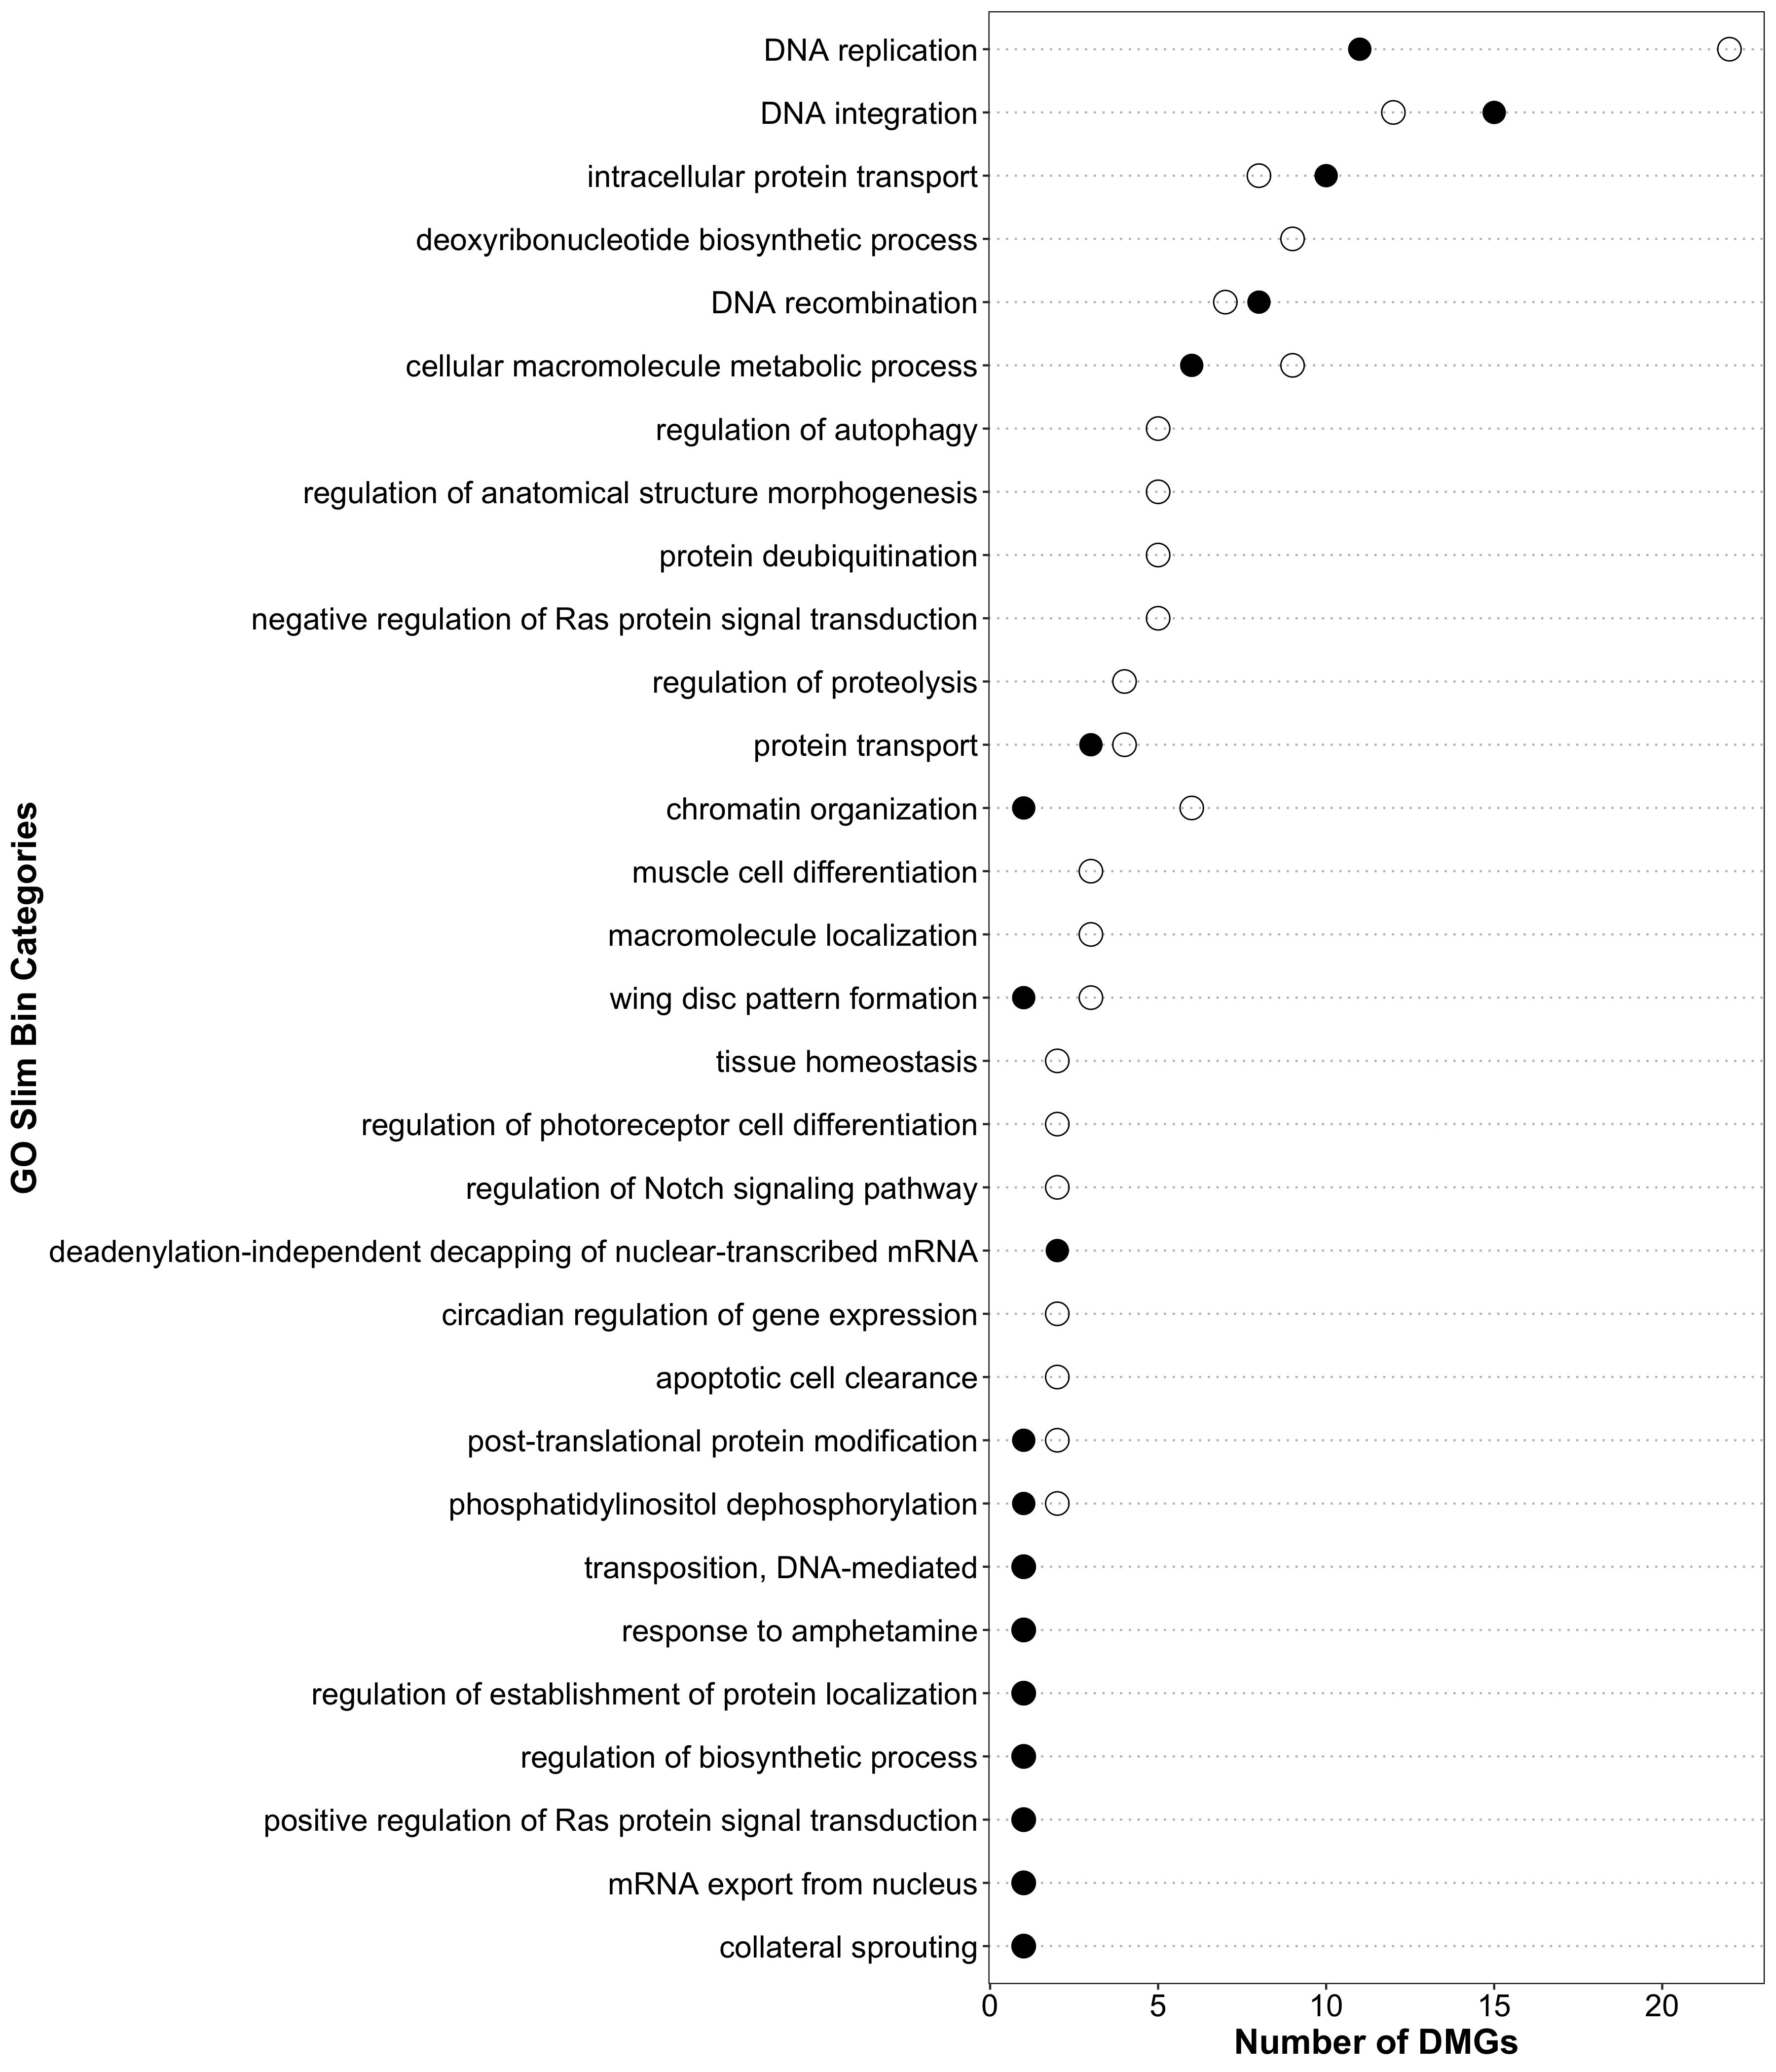 DNA replication
DNA integration
intracellular protein transport
deoxyribonucleotide biosynthetic process
DNA recombination
cellular macromolecule metabolic process
regulation of autophagy
regulation of anatomical structure morphogenesis
protein deubiquitination
negative regulation of Ras protein signal transduction
regulation of proteolysis
protein transport
chromatin organization
muscle cell differentiation
macromolecule localization
wing disc pattern formation
tissue homeostasis
regulation of photoreceptor cell differentiation
regulation of Notch signaling pathway
deadenylation-independent decapping of nuclear-transcribed mRNA
circadian regulation of gene expression
apoptotic cell clearance
post-translational protein modification
phosphatidylinositol dephosphorylation
transposition, DNA-mediated
response to amphetamine
regulation of establishment of protein localization
regulation of biosynthetic process
positive regulation of Ras protein signal transduction
mRNA export from nucleus
collateral sprouting
GO Slim Bin Categories
0 5 10 15 20
Number of DMGs